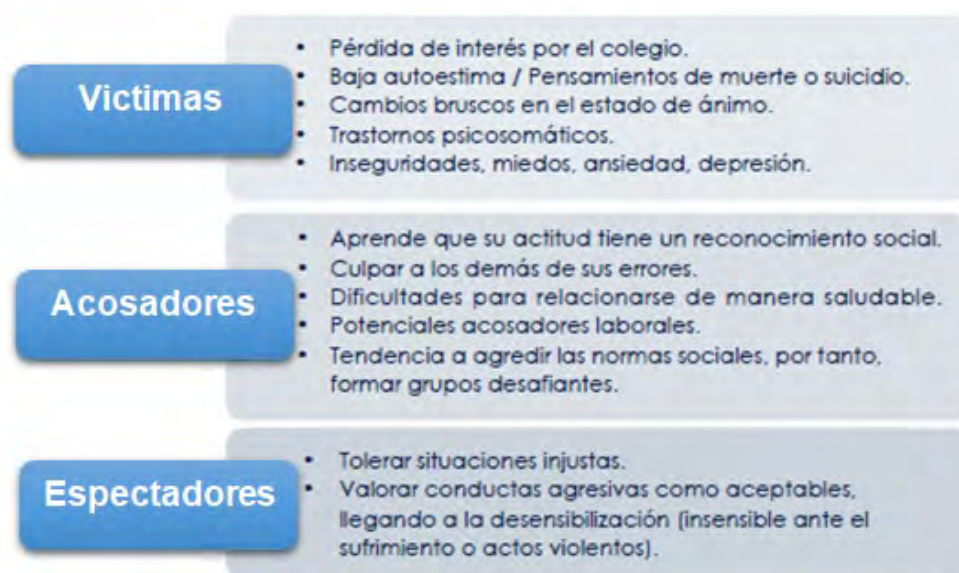 Victimas
• Pérdida de interés por el colegio.
• Baja autoestima / Pensamientos de muerte o suicidio.
• Cambios bruscos en el estado de ánimo.
• Trastornos psicosomáticos.
• Inseguridades, miedos, ansiedad, depresión.
Acosadores
• Aprende que su actitud tiene un reconocimiento social.
• Culpar a los demás de sus errores.
• Dificultades para relacionarse de manera saludable.
• Potenciales acosadores laborales.
• Tendencia a agredir las normas sociales, por tanto,
formar grupos desafiantes.
Espectadores
• Tolerar situaciones injustas.
• Valorar conductas agresivas como aceptables,
llegando a la desensibilización (insensible ante el
sufrimiento o actos violentos).